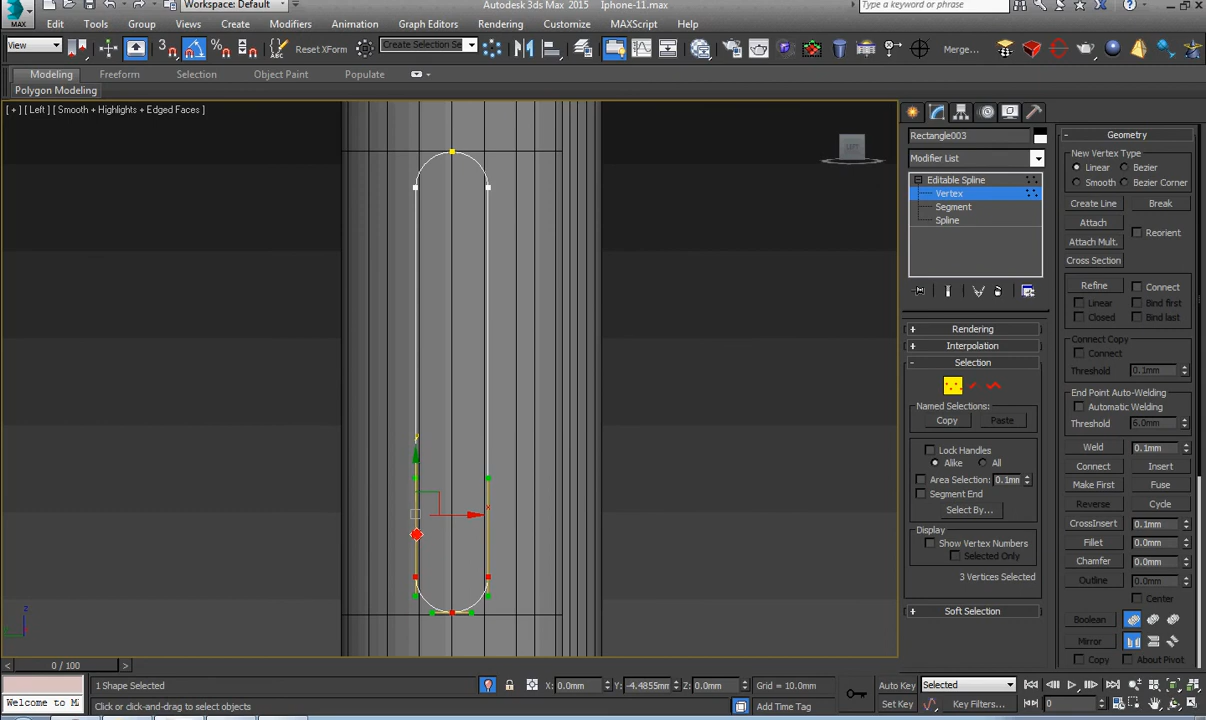 Autodesk 3ds Max 2015 Iphone-11.max
Workspace: Default
Type a keyword or phrase
MAX
Edit Tools Group Views Create Modifiers Animation Graph Editors Rendering Customize MAXScript Help
View 3 Reset XForm Create Selection Se Merge...
Modeling Freeform Selection Object Paint Populate
Polygon Modeling
[ + ] [ Left ] [ Smooth + Highlights + Edged Faces ]
LEFT
Rectangle003
Modifier List
Editable Spline
Vertex
Segment
Spline
+ Rendering
+ Interpolation
- Selection
Named Selections:
Copy Paste
Lock Handles
Alike All
Area Selection: 0.1mm
Segment End
Select By...
Display
Show Vertex Numbers
Selected Only
3 Vertices Selected
+ Soft Selection
- Geometry
New Vertex Type
Linear Bezier
Smooth Bezier Corner
Create Line Break
Attach Reorient
Attach Mult.
Cross Section
Refine Connect
Linear Bind first
Closed Bind last
Connect Copy
Connect
Threshold 0.1mm
End Point Auto-Welding
Automatic Welding
Threshold 6.0mm
Weld 0.1mm
Connect Insert
Make First Fuse
Reverse Cycle
CrossInsert 0.1mm
Fillet 0.0mm
Chamfer 0.0mm
Outline 0.0mm
Center
Boolean
Mirror
Copy About Pivot
y
x
z
< 0 / 100 >
1 Shape Selected X: 0.0mm Y: -4.4855mm Z: 0.0mm Grid = 10.0mm Auto Key Selected
Welcome to MA Click or click-and-drag to select objects Add Time Tag Set Key Key Filters... 0